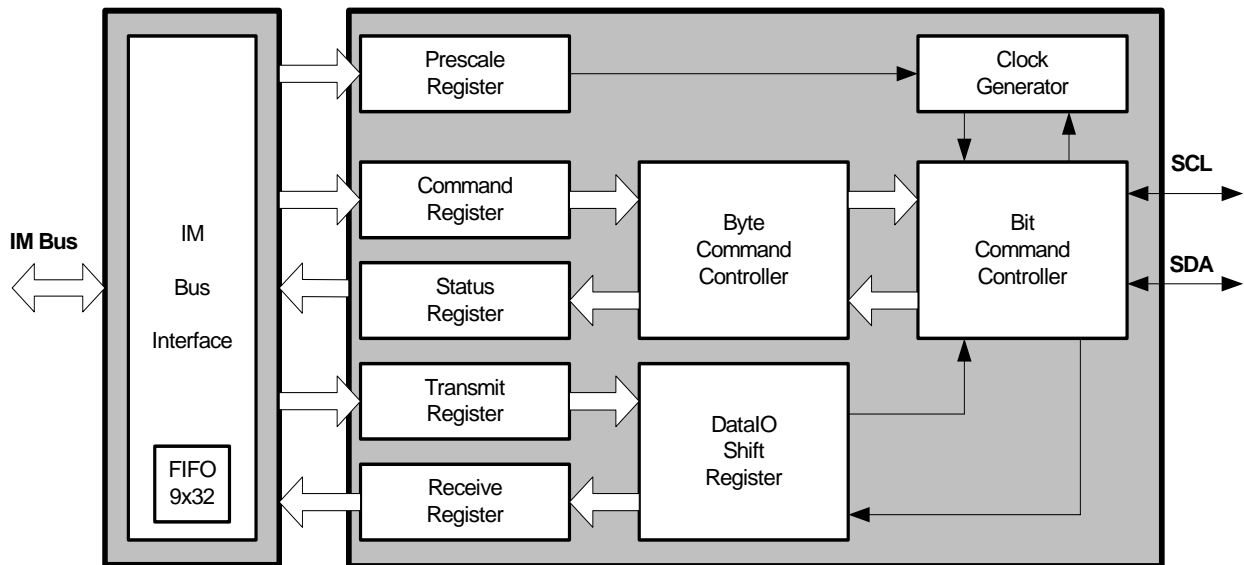 IM Bus
IM
Bus
Interface
FIFO
9x32
Prescale
Register
Command
Register
Status
Register
Transmit
Register
Receive
Register
Byte
Command
Controller
DataIO
Shift
Register
Clock
Generator
Bit
Command
Controller
SCL
SDA